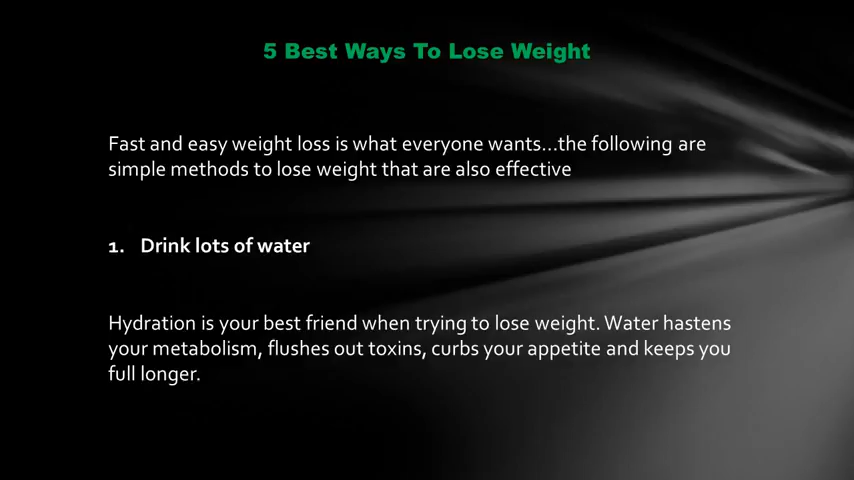 5 Best Ways To Lose Weight
Fast and easy weight loss is what everyone wants...the following are
simple methods to lose weight that are also effective
1. Drink lots of water
Hydration is your best friend when trying to lose weight. Water hastens
your metabolism, flushes out toxins, curbs your appetite and keeps you
full longer.